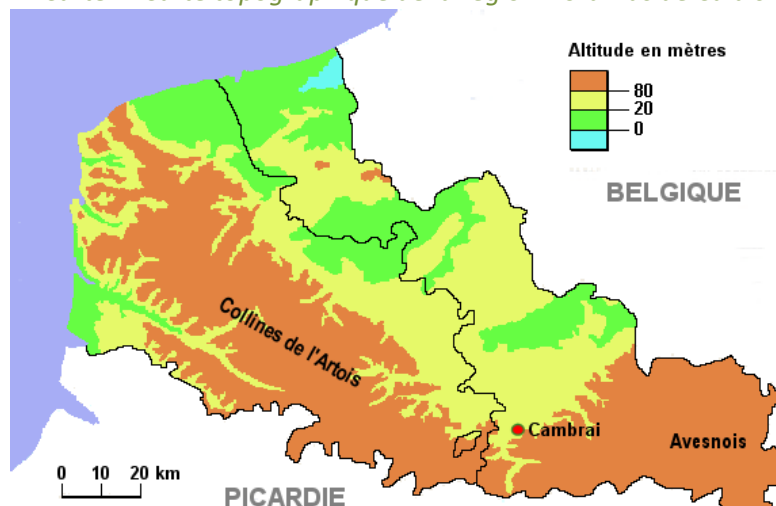 Altitude en mètres
80
20
0
BELGIQUE
Collines de l'Artois
Cambrai
Avesnois
0 10 20 km
PICARDIE